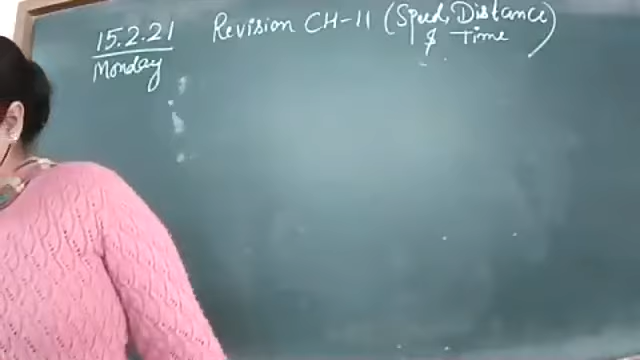 15.2.21
Monday
Revision CH-11 (Speed, Distance
& Time)